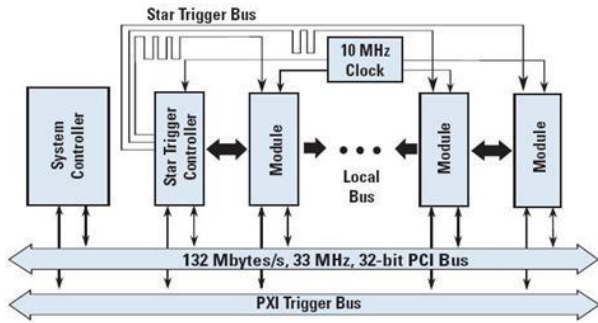 Star Trigger Bus
10 MHz
Clock
System
Controller
Star Trigger
Controller
Module
Local
Bus
Module
Module
132 Mbytes/s, 33 MHz, 32-bit PCI Bus
PXI Trigger Bus